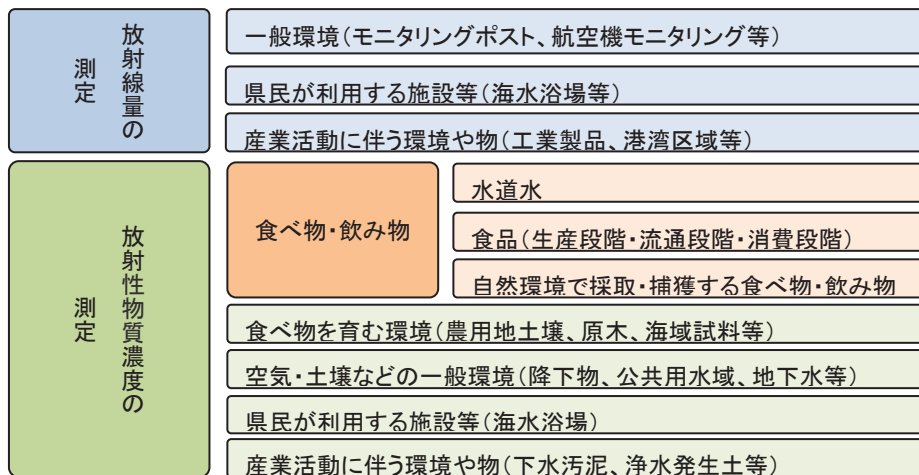 放射線量の
測定
一般環境(モニタリングポスト、航空機モニタリング等)
県民が利用する施設等(海水浴場等)
産業活動に伴う環境や物(工業製品、港湾区域等)
放射性物質濃度の
測定
食べ物・飲み物
水道水
食品(生産段階・流通段階・消費段階)
自然環境で採取・捕獲する食べ物・飲み物
食べ物を育む環境(農用地土壌、原木、海域試料等)
空気・土壌などの一般環境(降下物、公共用水域、地下水等)
県民が利用する施設等(海水浴場)
産業活動に伴う環境や物(下水汚泥、浄水発生土等)